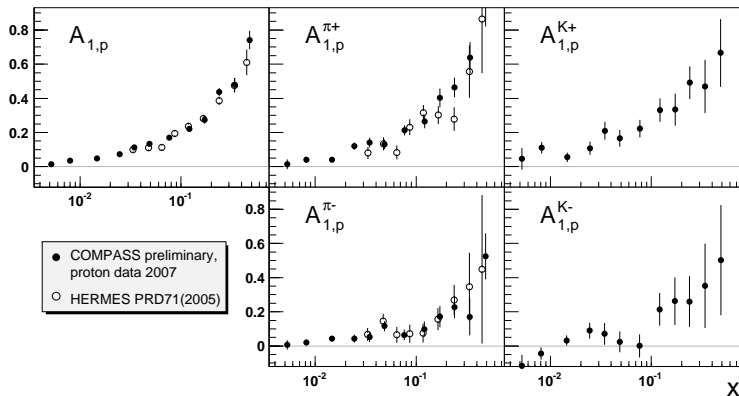 A1,p
Aπ+1,p
AK+1,p
0.8
0.6
0.4
0.2
0
10⁻²
10⁻¹
Aπ-1,p
AK-1,p
0.8
0.6
0.4
0.2
0
COMPASS preliminary,
proton data 2007
HERMES PRD71(2005)
10⁻²
10⁻¹
10⁻²
10⁻¹
x